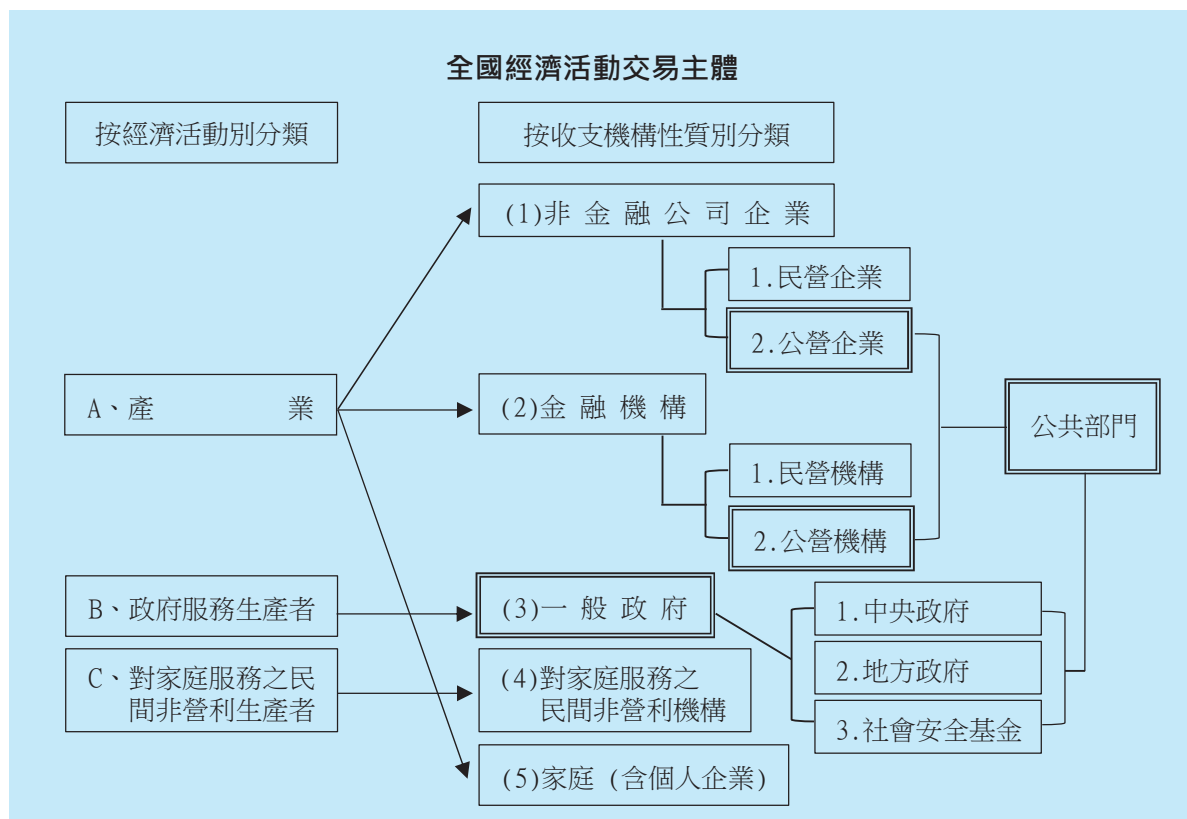 全國經濟活動交易主體
按經濟活動別分類
按收支機構性質別分類
(1)非金融公司企業
1.民營企業
2.公營企業
A、產 業
(2)金融機構
公共部門
1.民營機構
2.公營機構
B、政府服務生產者
(3)一般政府
1.中央政府
2.地方政府
3.社會安全基金
C、對家庭服務之民
間非營利生產者
(4)對家庭服務之
民間非營利機構
(5)家庭 (含個人企業)